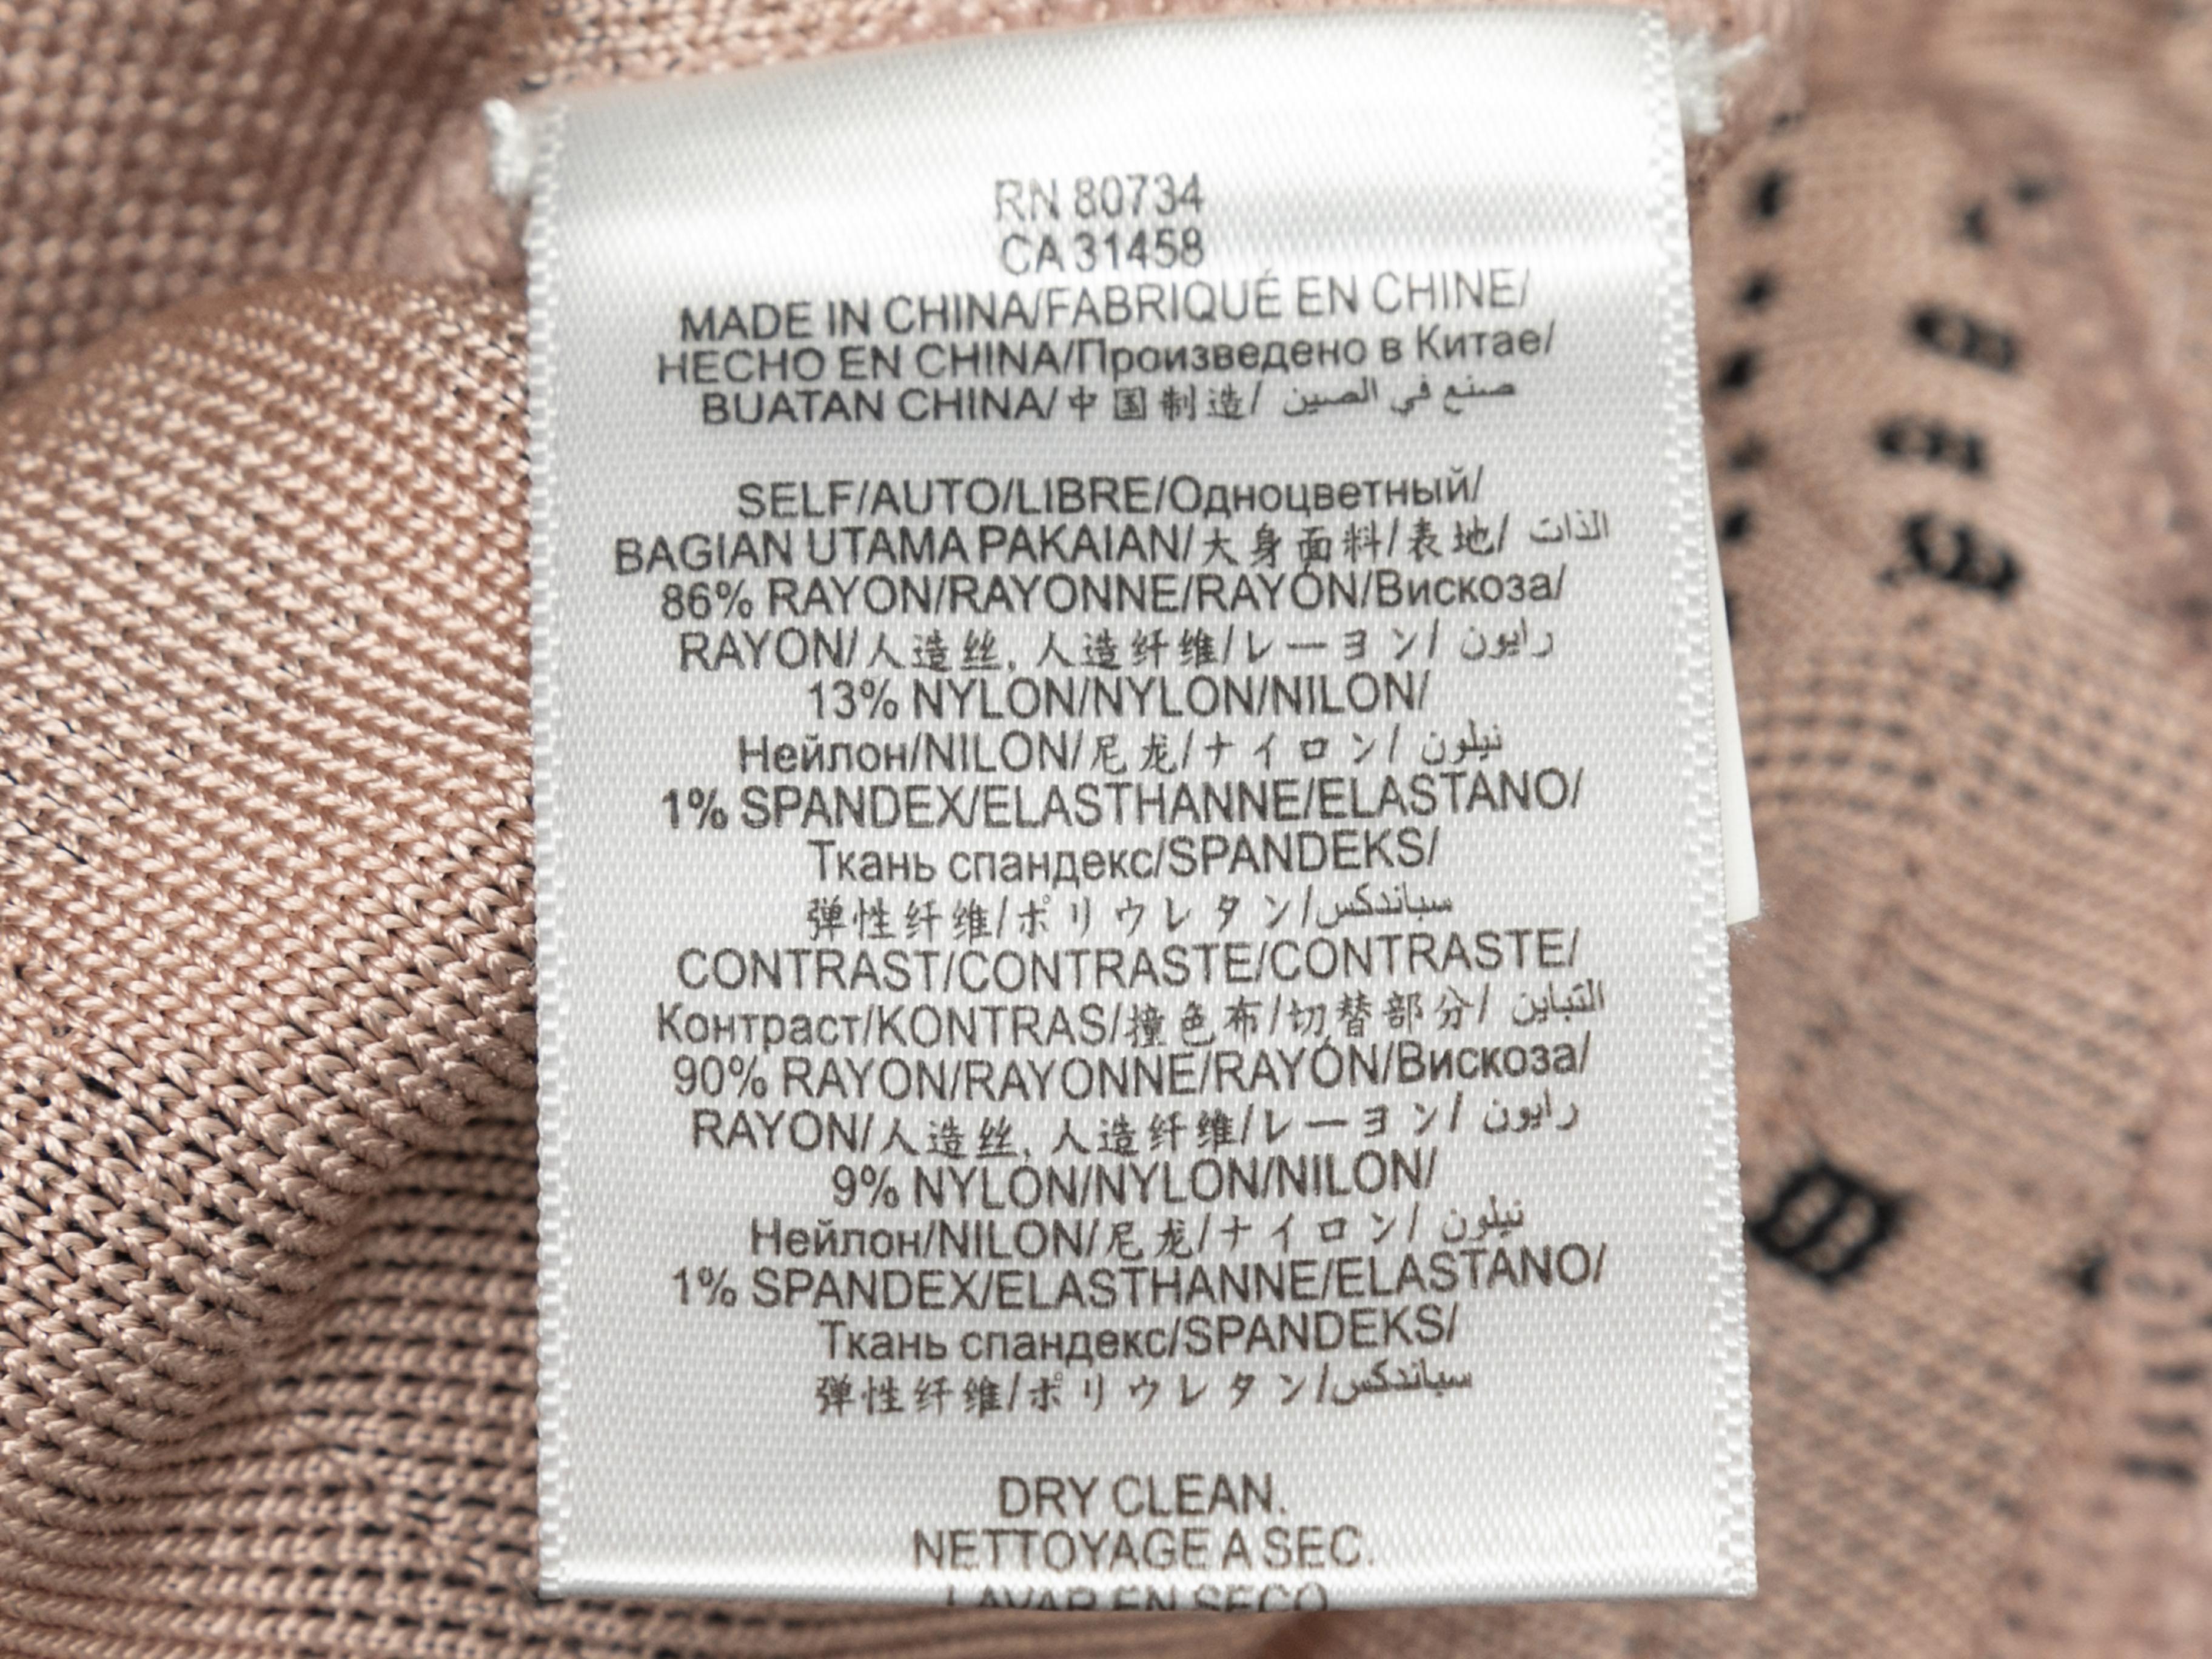 RN 80734
CA 31458
MADE IN CHINA/FABRIQUÉ EN CHINE/
HECHO EN CHINA/Произведено в Китае/
BUATAN CHINA/中国制造/ صنع في الصين
SELF/AUTO/LIBRE/Одноцветный/
BAGIAN UTAMA PAKAIAN/大身面料/表地/ الذات
86% RAYON/RAYONNE/RAYÓN/Вискоза/
RAYON/人造丝, 人造纤维/レーヨン/ رايون
13% NYLON/NYLON/NILON/
Нейлон/NILON/尼龙/ナイロン/ نيلون
1% SPANDEX/ELASTHANNE/ELASTANO/
Ткань спандекс/SPANDEKS/
弹性纤维/ポリウレタン/سباندكس
CONTRAST/CONTRASTE/CONTRASTE/
Контраст/KONTRAS/撞色布/切替部分/ التباين
90% RAYON/RAYONNE/RAYÓN/Вискоза/
RAYON/人造丝, 人造纤维/レーヨン/ رايون
9% NYLON/NYLON/NILON/
Нейлон/NILON/尼龙/ナイロン/ نيلون
1% SPANDEX/ELASTHANNE/ELASTANO/
Ткань спандекс/SPANDEKS/
弹性纤维/ポリウレタン/سباندكس
DRY CLEAN.
NETTOYAGE A SEC.
LAVAR EN SECO